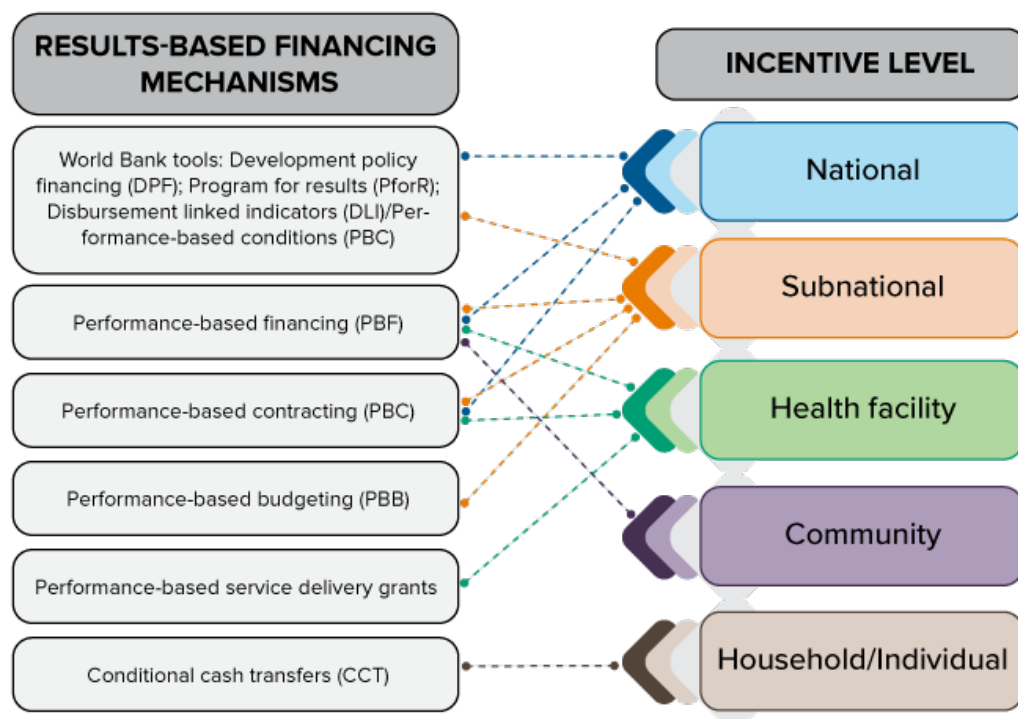 RESULTS-BASED FINANCING
MECHANISMS
INCENTIVE LEVEL
World Bank tools: Development policy
financing (DPF); Program for results (PforR);
Disbursement linked indicators (DLI)/Per-
formance-based conditions (PBC)
Performance-based financing (PBF)
Performance-based contracting (PBC)
Performance-based budgeting (PBB)
Performance-based service delivery grants
Conditional cash transfers (CCT)
National
Subnational
Health facility
Community
Household/Individual